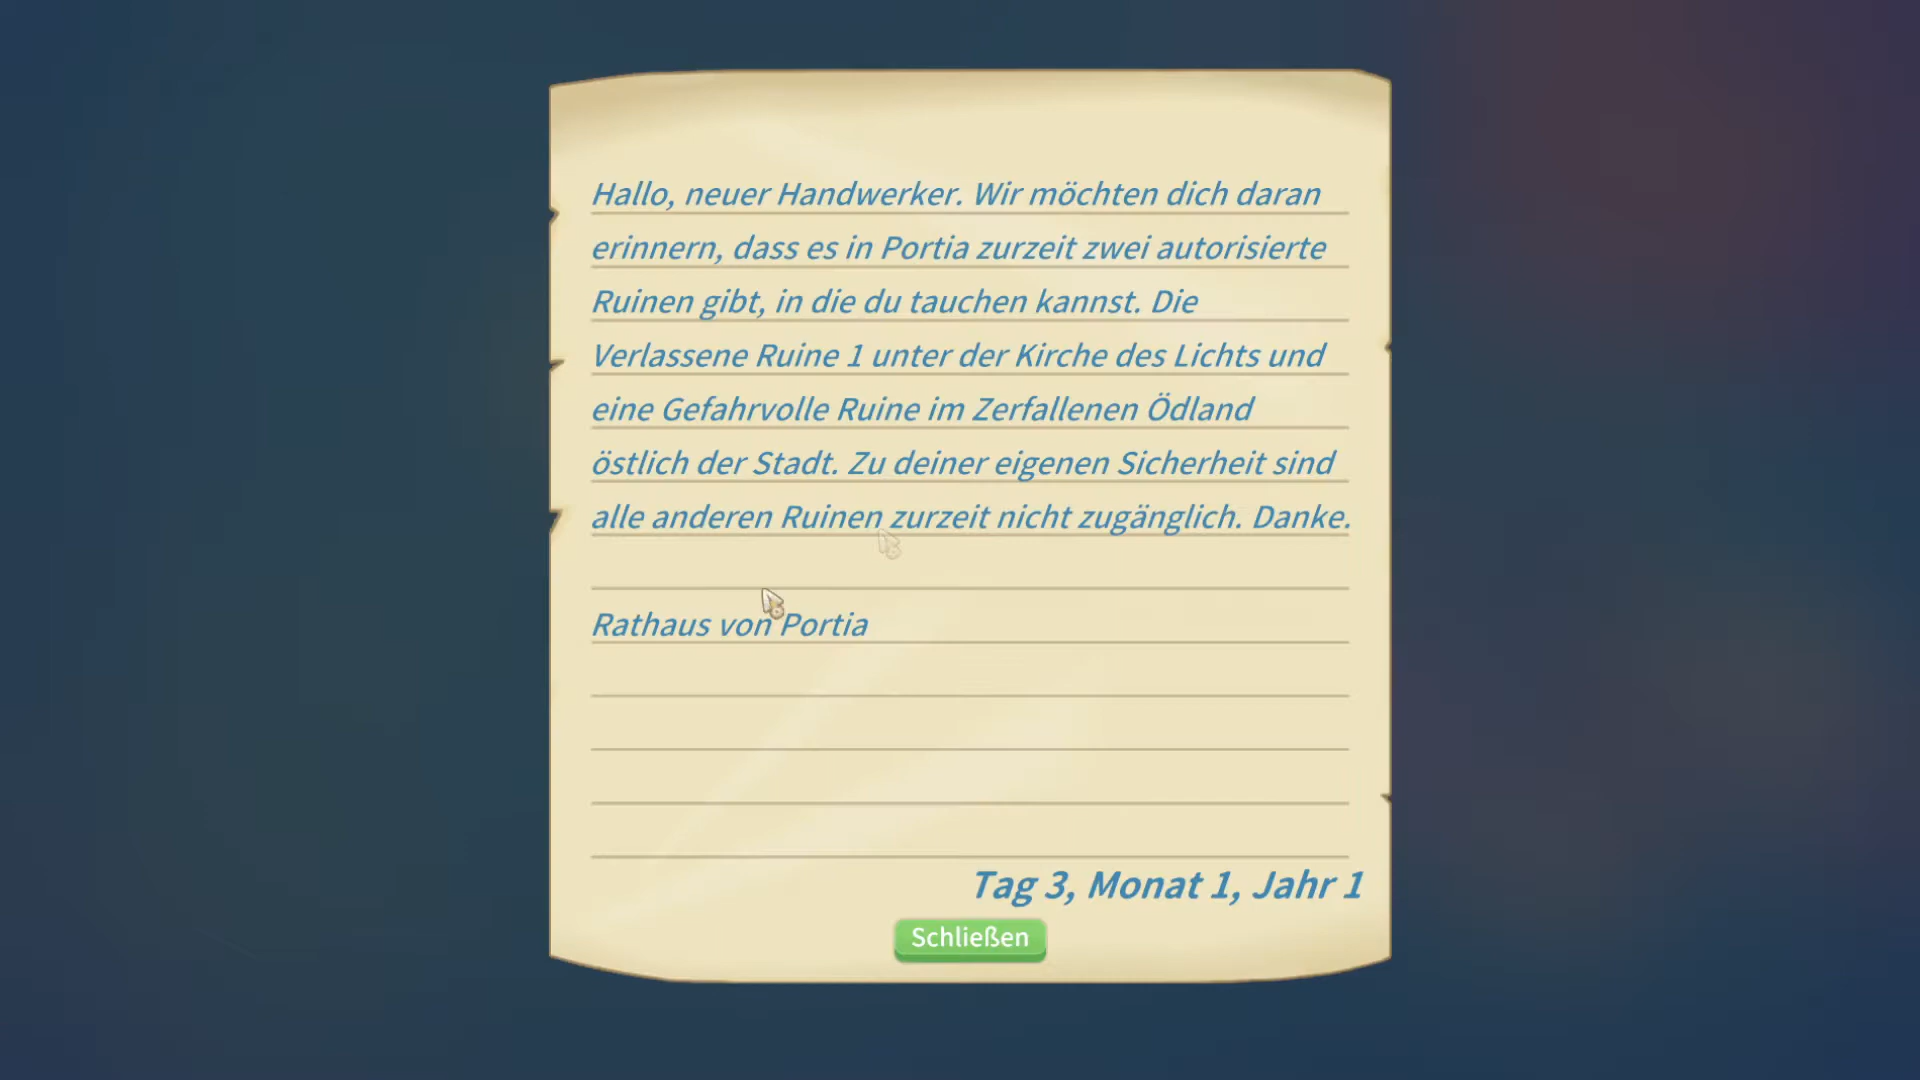 Hallo, neuer Handwerker. Wir möchten dich daran
erinnern, dass es in Portia zurzeit zwei autorisierte
Ruinen gibt, in die du tauchen kannst. Die
Verlassene Ruine 1 unter der Kirche des Lichts und
eine Gefahrvolle Ruine im Zerfallenen Ödland
östlich der Stadt. Zu deiner eigenen Sicherheit sind
alle anderen Ruinen zurzeit nicht zugänglich. Danke.
Rathaus von Portia
Tag 3, Monat 1, Jahr 1
Schließen